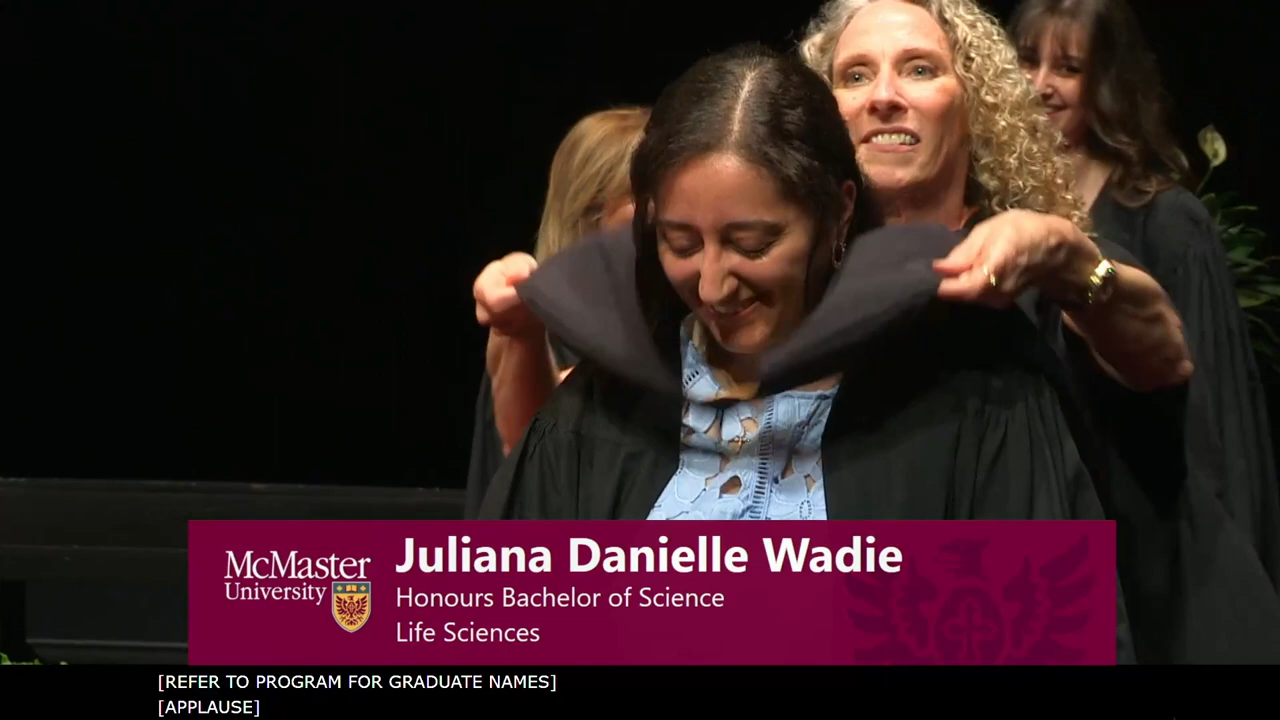 McMaster
University
Juliana Danielle Wadie
Honours Bachelor of Science
Life Sciences
[REFER TO PROGRAM FOR GRADUATE NAMES]
[APPLAUSE]